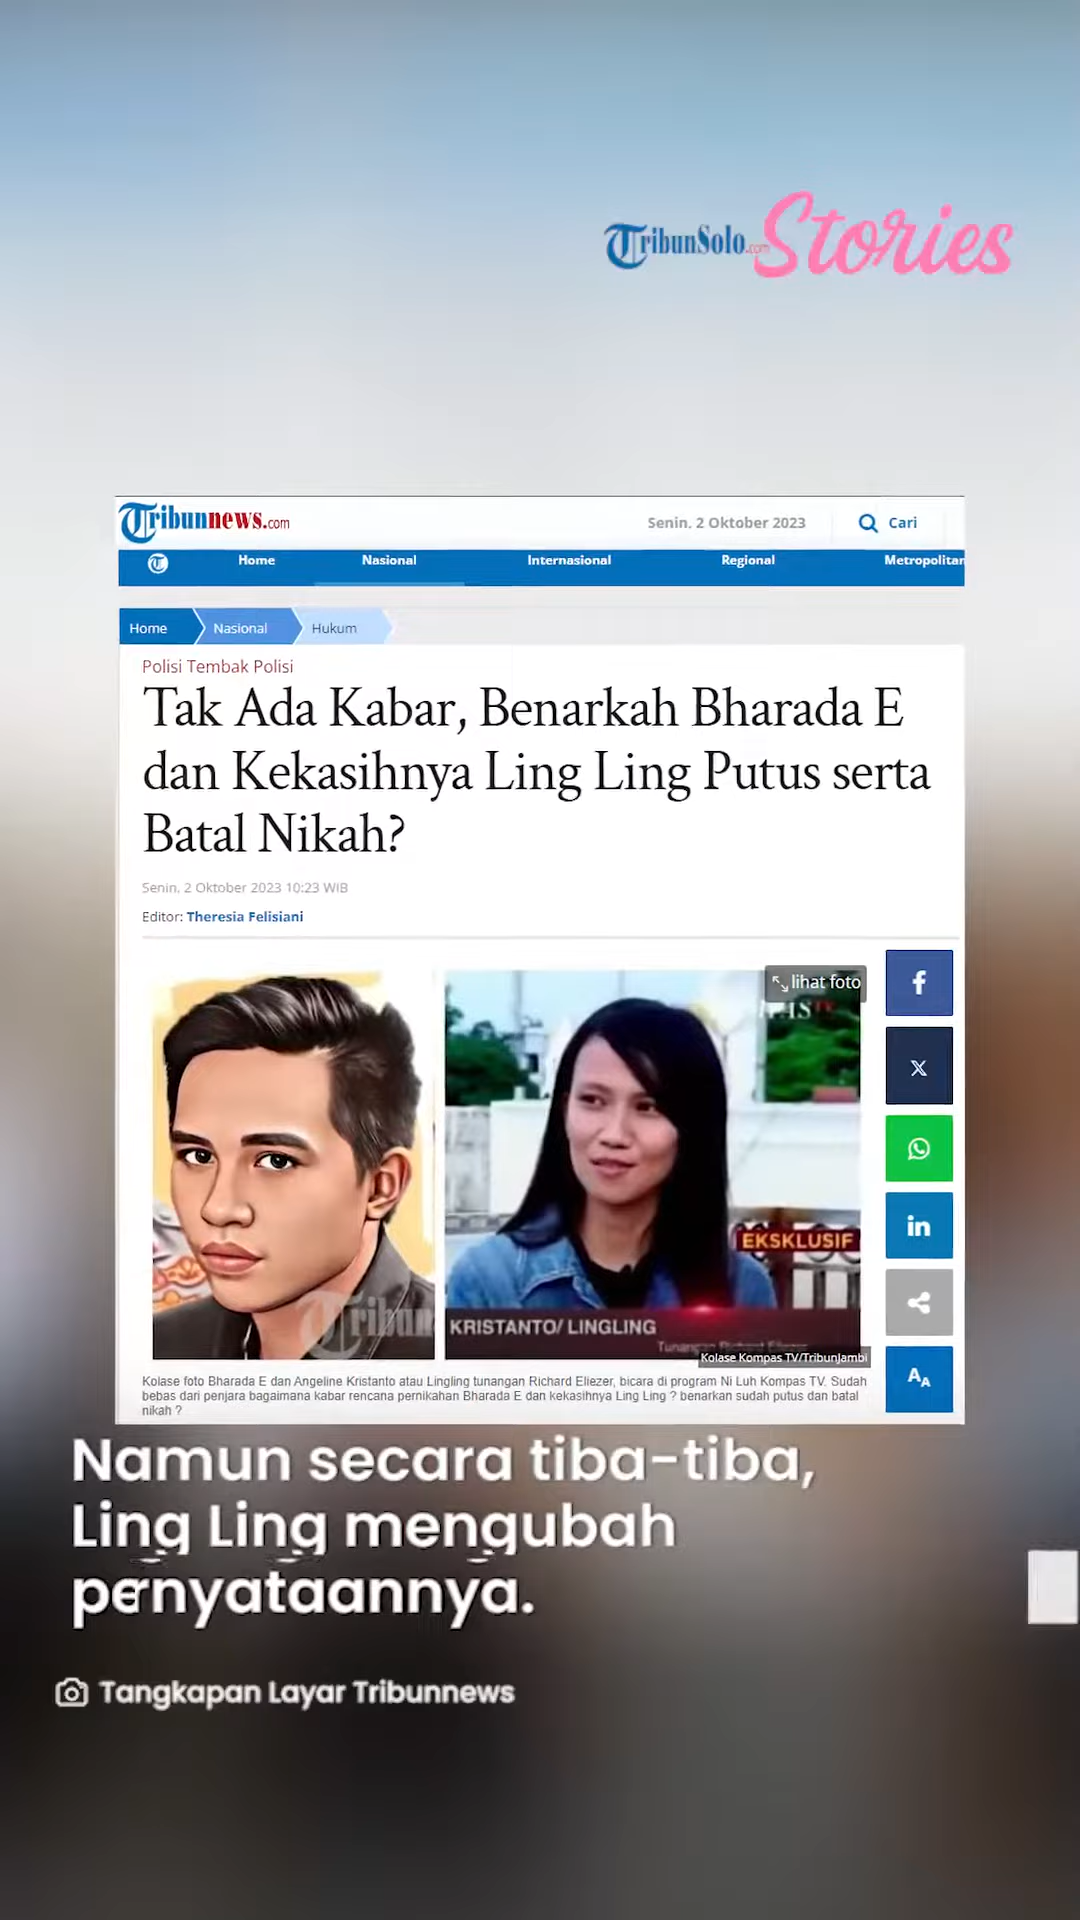 TribunSolo.com Stories
Tribunnews.com
Senin, 2 Oktober 2023
Cari
Home
Nasional
Internasional
Regional
Metropolitan
Home
Nasional
Hukum
Polisi Tembak Polisi
Tak Ada Kabar, Benarkah Bharada E
dan Kekasihnya Ling Ling Putus serta
Batal Nikah?
Senin, 2 Oktober 2023 10:23 WIB
Editor: Theresia Felisiani
lihat foto
EKSKLUSIF
Tribun
KRISTANTO/ LINGLING
Tunangan Richard Eliezer
Kolase Kompas TV/TribunJambi
Kolase foto Bharada E dan Angeline Kristanto atau Lingling tunangan Richard Eliezer, bicara di program Ni Luh Kompas TV. Sudah
bebas dari penjara bagaimana kabar rencana pernikahan Bharada E dan kekasihnya Ling Ling ? benarkan sudah putus dan batal
nikah ?
Namun secara tiba-tiba,
Ling Ling mengubah
pernyataannya.
Tangkapan Layar Tribunnews